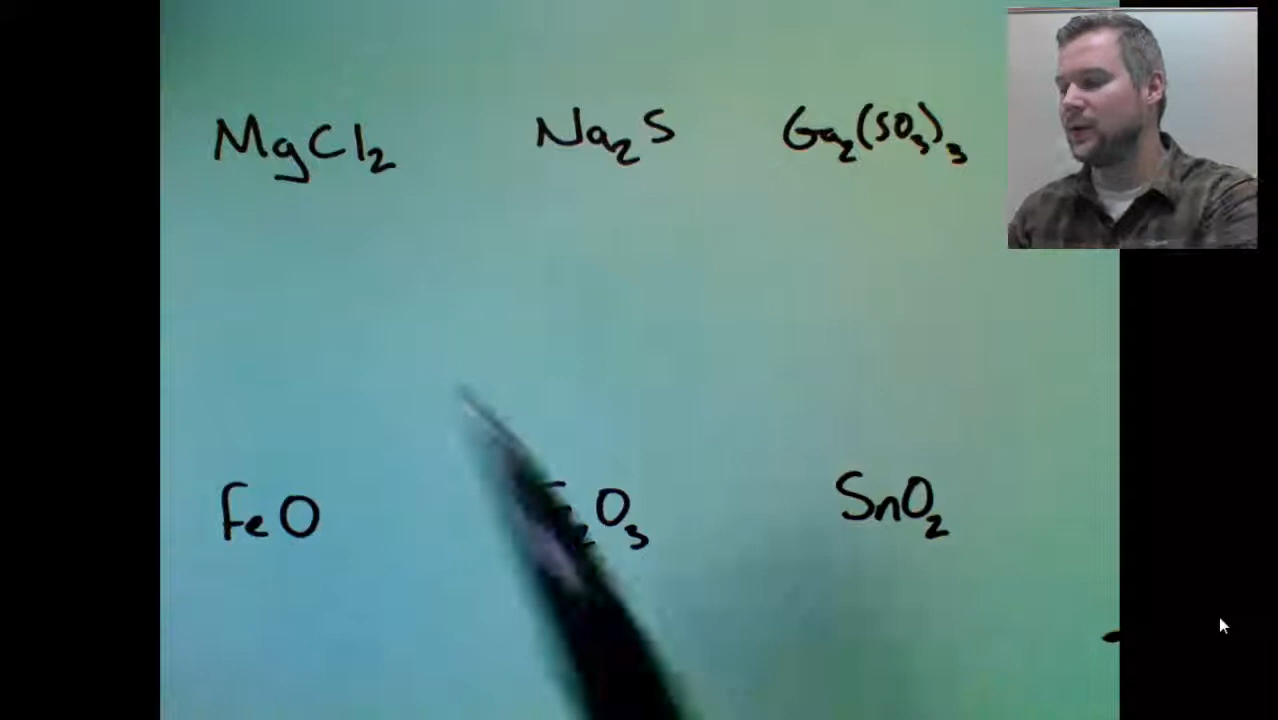 MgCl₂ Na₂S Ga₂(SO₃)₃
FeO O₃ SnO₂